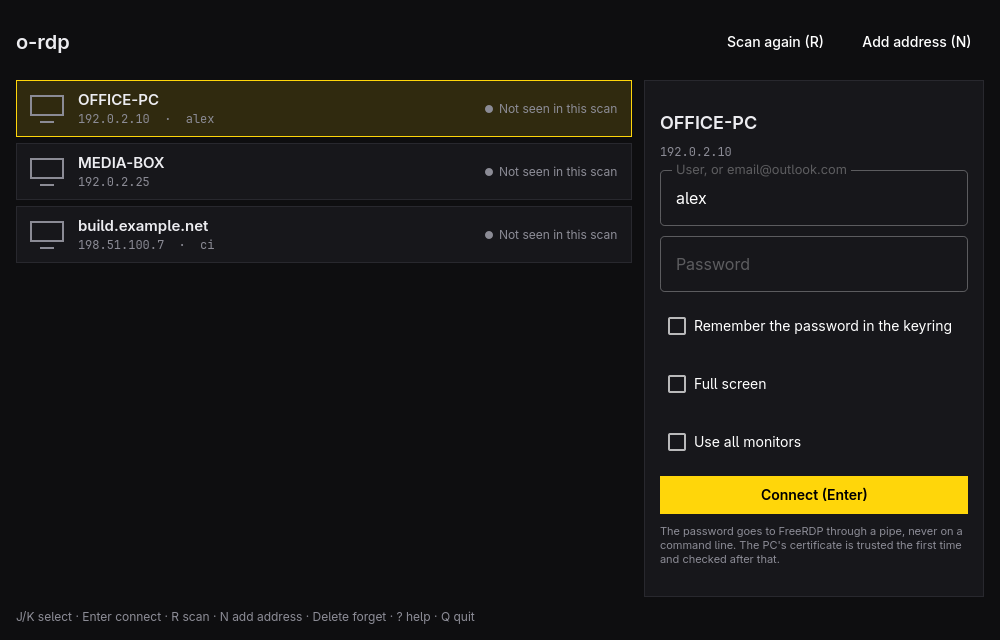 o-rdp
Scan again (R)
Add address (N)
OFFICE-PC
192.0.2.10 · alex
Not seen in this scan
MEDIA-BOX
192.0.2.25
Not seen in this scan
build.example.net
198.51.100.7 · ci
Not seen in this scan
OFFICE-PC
192.0.2.10
User, or email@outlook.com
alex
Password
Remember the password in the keyring
Full screen
Use all monitors
Connect (Enter)
The password goes to FreeRDP through a pipe, never on a
command line. The PC's certificate is trusted the first time
and checked after that.
J/K select · Enter connect · R scan · N add address · Delete forget · ? help · Q quit